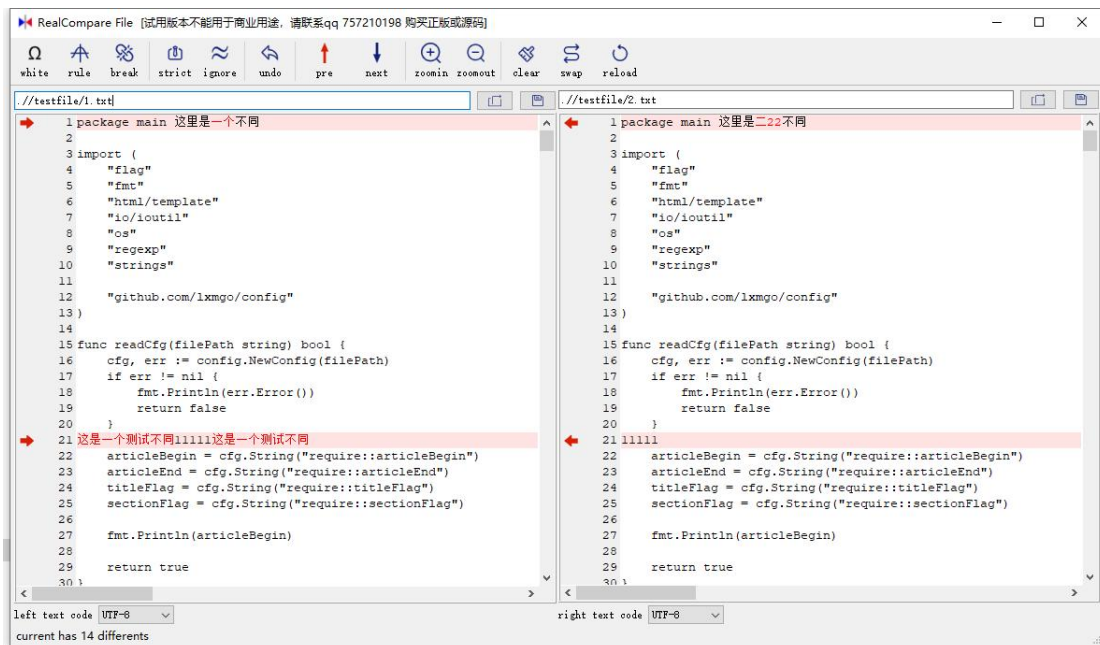 RealCompare File [试用版本不能用于商业用途, 请联系qq 757210198 购买正版或源码]
white rule break strict ignore undo pre next zoomin zoomout clear swap reload
.//testfile/1.txt
1 package main 这里是一个不同
2
3 import (
4 "flag"
5 "fmt"
6 "html/template"
7 "io/ioutil"
8 "os"
9 "regexp"
10 "strings"
11
12 "github.com/lxmgo/config"
13 )
14
15 func readCfg(filePath string) bool {
16 cfg, err := config.NewConfig(filePath)
17 if err != nil {
18 fmt.Println(err.Error())
19 return false
20 }
21 这是一个测试不同11111这是一个测试不同
22 articleBegin = cfg.String("require::articleBegin")
23 articleEnd = cfg.String("require::articleEnd")
24 titleFlag = cfg.String("require::titleFlag")
25 sectionFlag = cfg.String("require::sectionFlag")
26
27 fmt.Println(articleBegin)
28
29 return true
30 }
left text code UTF-8
.//testfile/2.txt
1 package main 这里是二22不同
2
3 import (
4 "flag"
5 "fmt"
6 "html/template"
7 "io/ioutil"
8 "os"
9 "regexp"
10 "strings"
11
12 "github.com/lxmgo/config"
13 )
14
15 func readCfg(filePath string) bool {
16 cfg, err := config.NewConfig(filePath)
17 if err != nil {
18 fmt.Println(err.Error())
19 return false
20 }
21 11111
22 articleBegin = cfg.String("require::articleBegin")
23 articleEnd = cfg.String("require::articleEnd")
24 titleFlag = cfg.String("require::titleFlag")
25 sectionFlag = cfg.String("require::sectionFlag")
26
27 fmt.Println(articleBegin)
28
29 return true
30 }
right text code UTF-8
current has 14 differents